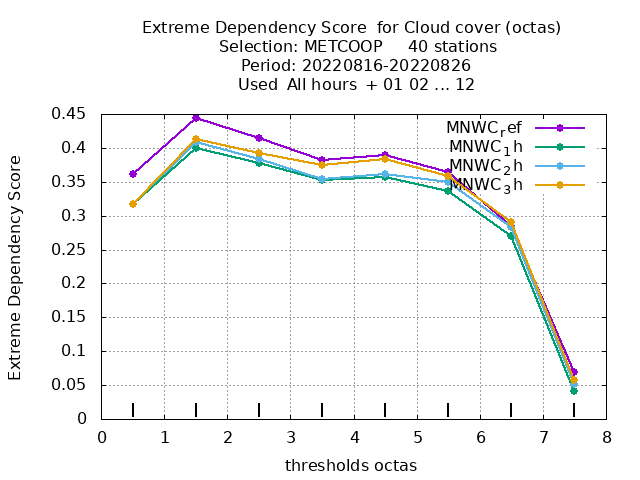 Extreme Dependency Score  for Cloud cover (octas)
Selection: METCOOP     40 stations
Period: 20220816-20220826
Used  All hours  + 01 02 ... 12
Extreme Dependency Score
0.45
0.4
0.35
0.3
0.25
0.2
0.15
0.1
0.05
0
MNWC_ref
MNWC_1h
MNWC_2h
MNWC_3h
0 1 2 3 4 5 6 7 8
thresholds octas